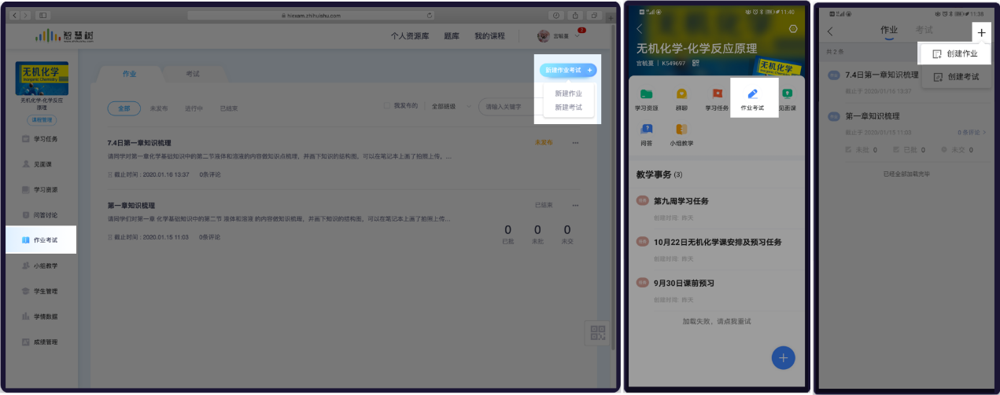 hiexam.zhihuishu.com
智慧树
www.zhihuishu.com
个人资源库
题库
我的课程
宫毓蔓
2
无机化学
Inorganic Chemistry
无机化学-化学反应
原理
课程管理
学习任务
见面课
学习资源
问答讨论
作业考试
小组教学
学生管理
学情数据
成绩管理
作业
考试
新建作业考试 +
新建作业
新建考试
全部
未发布
进行中
已结束
我发布的
全部班级
请输入关键字
7.4日第一章知识梳理
未发布
请同学对第一章化学基础知识中的第二节液体和溶液的内容做知识点梳理，并画下知识的结构图，可以在笔记本上画了拍照上传，...
截止时间：2020.01.16 13:37
0条评论
第一章知识梳理
已结束
请同学们对第一章 化学基础知识中的第二节 液体和溶液 的内容做知识梳理，并画下知识的结构图，可以在笔记本上画了拍照上传...
截止时间：2020.01.15 11:03
0条评论
0
已批
0
未批
0
未交
11:40
无机化学-化学反应原理
宫毓蔓
K549697
无机化学
Inorganic Chemistry
学习资源
群聊
学习任务
作业考试
见面课
问答
小组教学
教学事务 (3)
任务
第九周学习任务
创建时间: 昨天
任务
10月22日无机化学课安排及预习任务
创建时间: 昨天
任务
9月30日课前预习
创建时间: 昨天
加载失败，请点我重试
11:38
作业
考试
+
共 2 条
创建作业
创建考试
作业
7.4日第一章知识梳理
截止于 2020/01/16 13:37
作业
第一章知识梳理
截止于 2020/01/15 11:03
0 条评论 >
未批 0
已批 0
未交 0
已经全部加载完毕